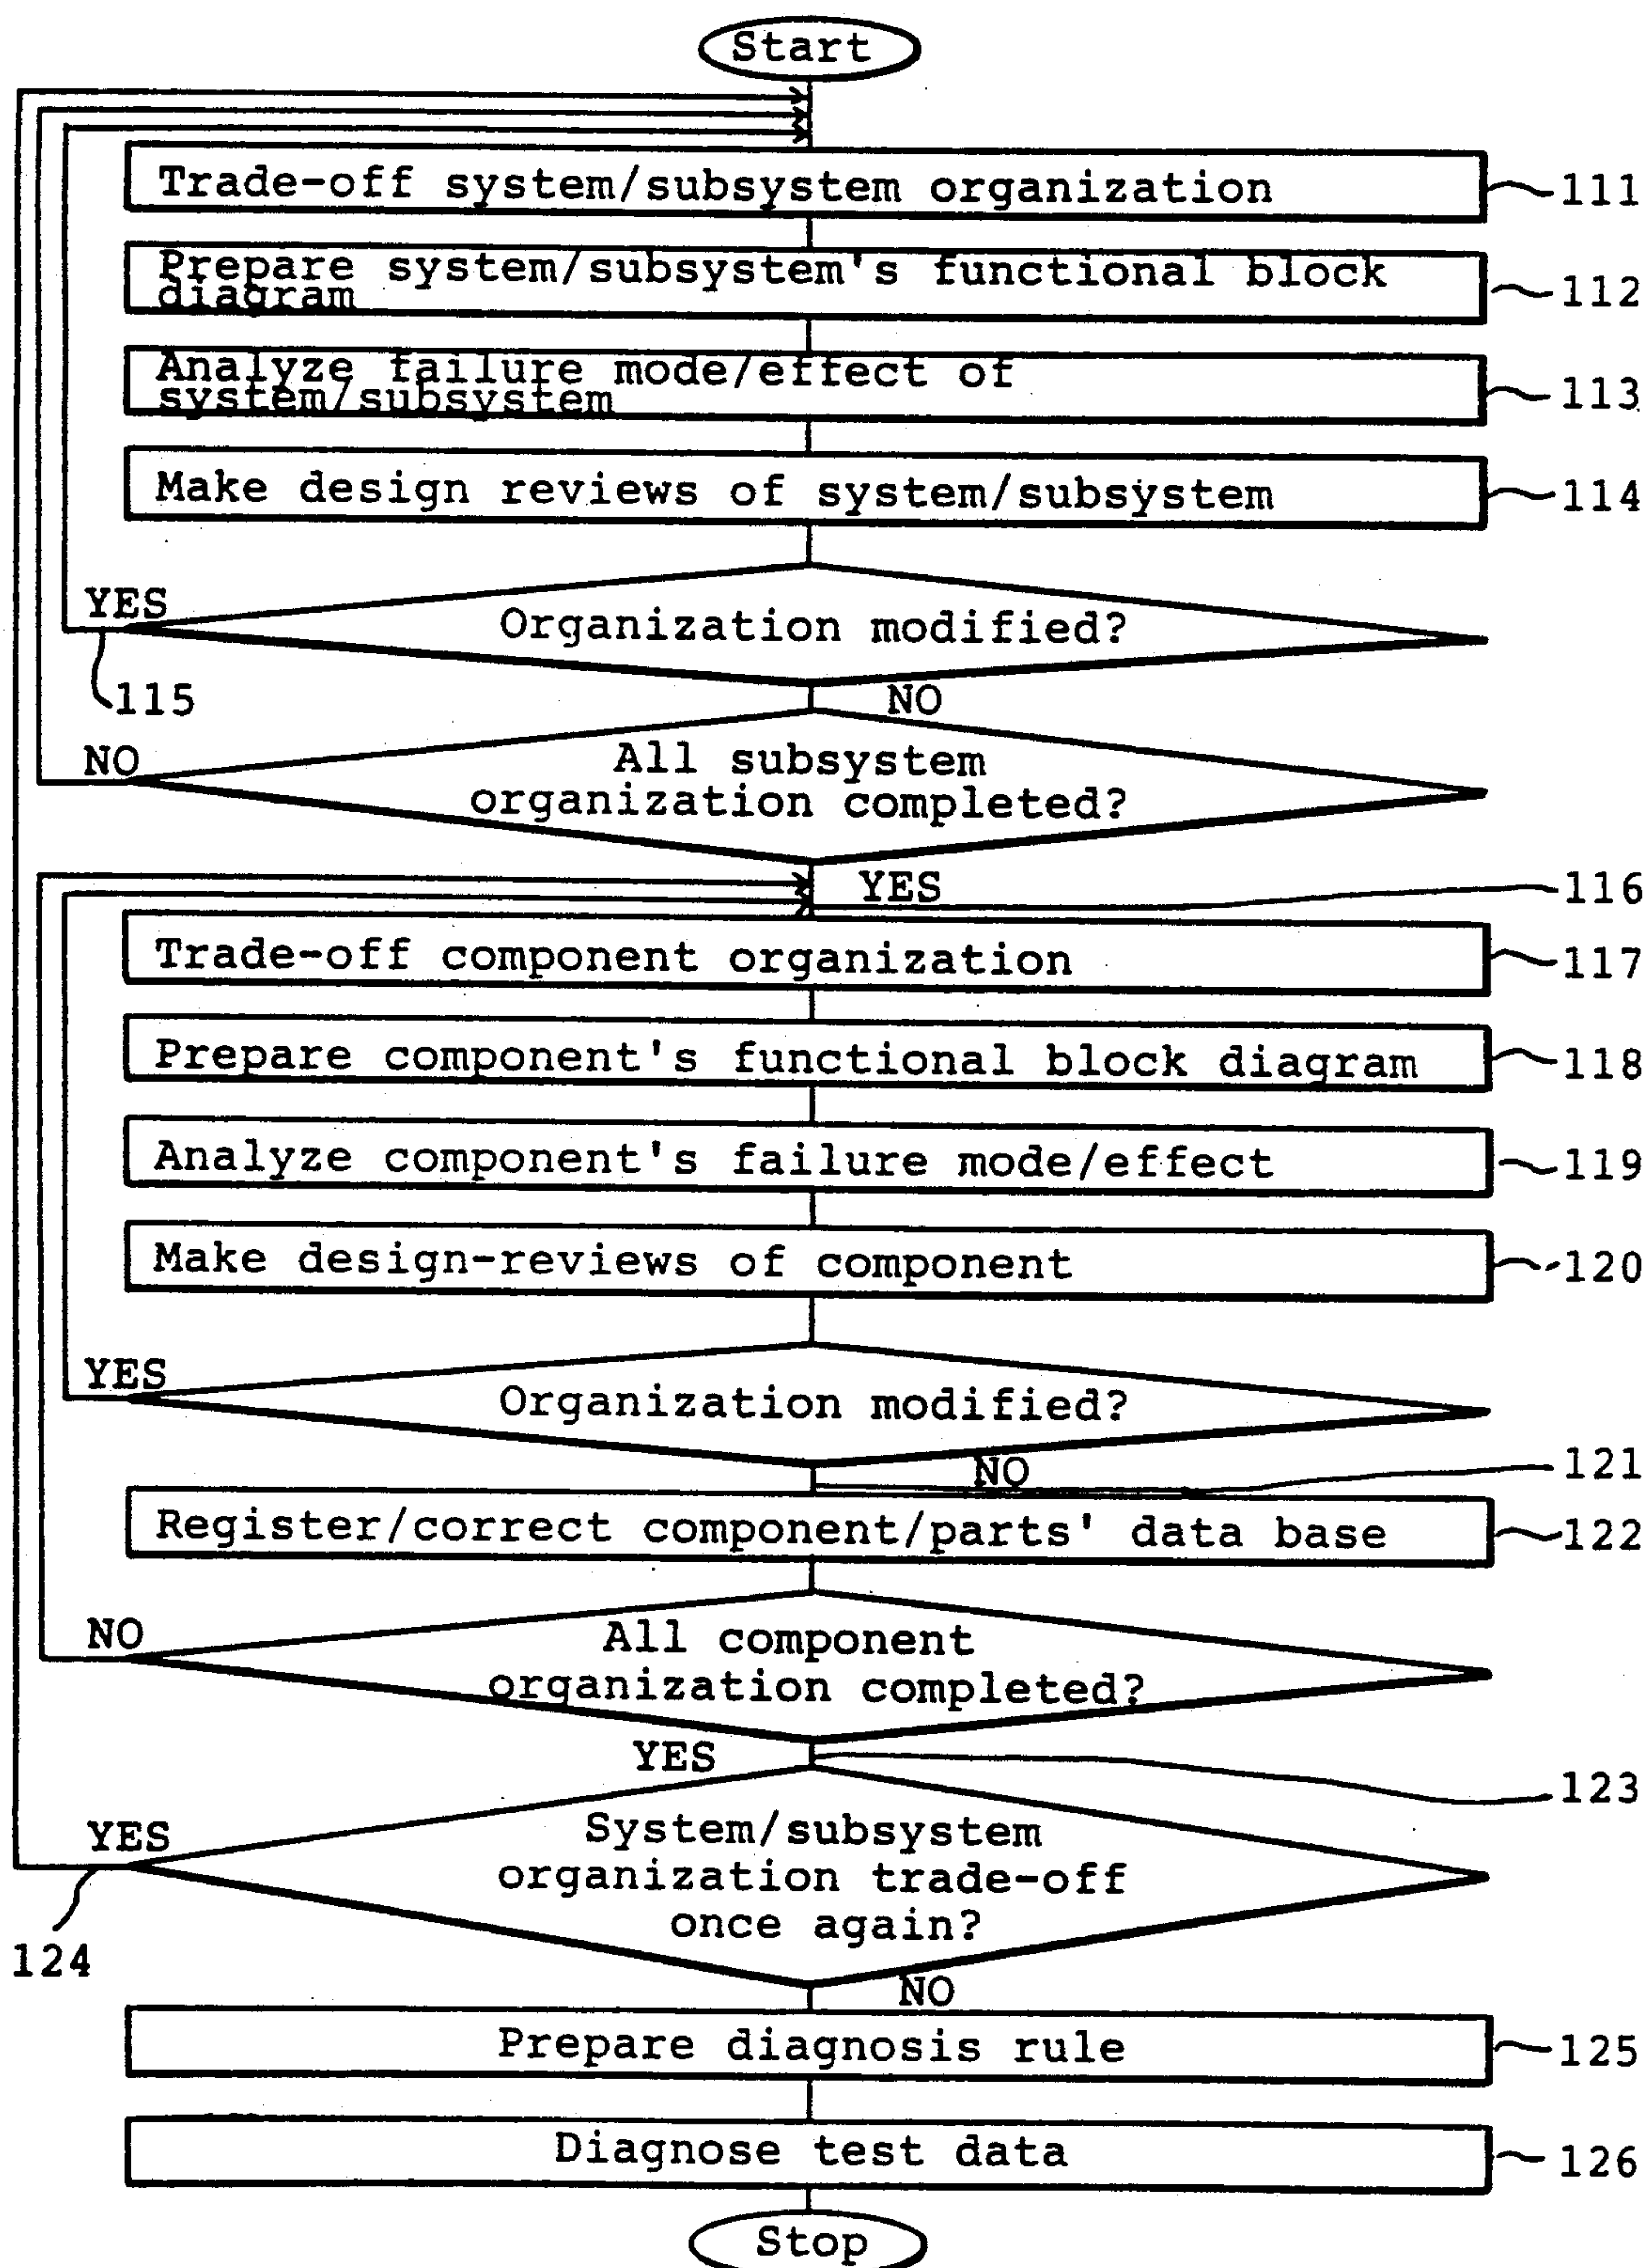 Start
Trade-off system/subsystem organization
111
Prepare system/subsystem's functional block
diagram
112
Analyze failure mode/effect of
system/subsystem
113
Make design reviews of system/subsystem
114
YES
Organization modified?
115
NO
NO
All subsystem
organization completed?
YES
116
Trade-off component organization
117
Prepare component's functional block diagram
118
Analyze component's failure mode/effect
119
Make design-reviews of component
120
YES
Organization modified?
NO
121
Register/correct component/parts' data base
122
NO
All component
organization completed?
YES
123
YES
System/subsystem
organization trade-off
once again?
124
NO
Prepare diagnosis rule
125
Diagnose test data
126
Stop